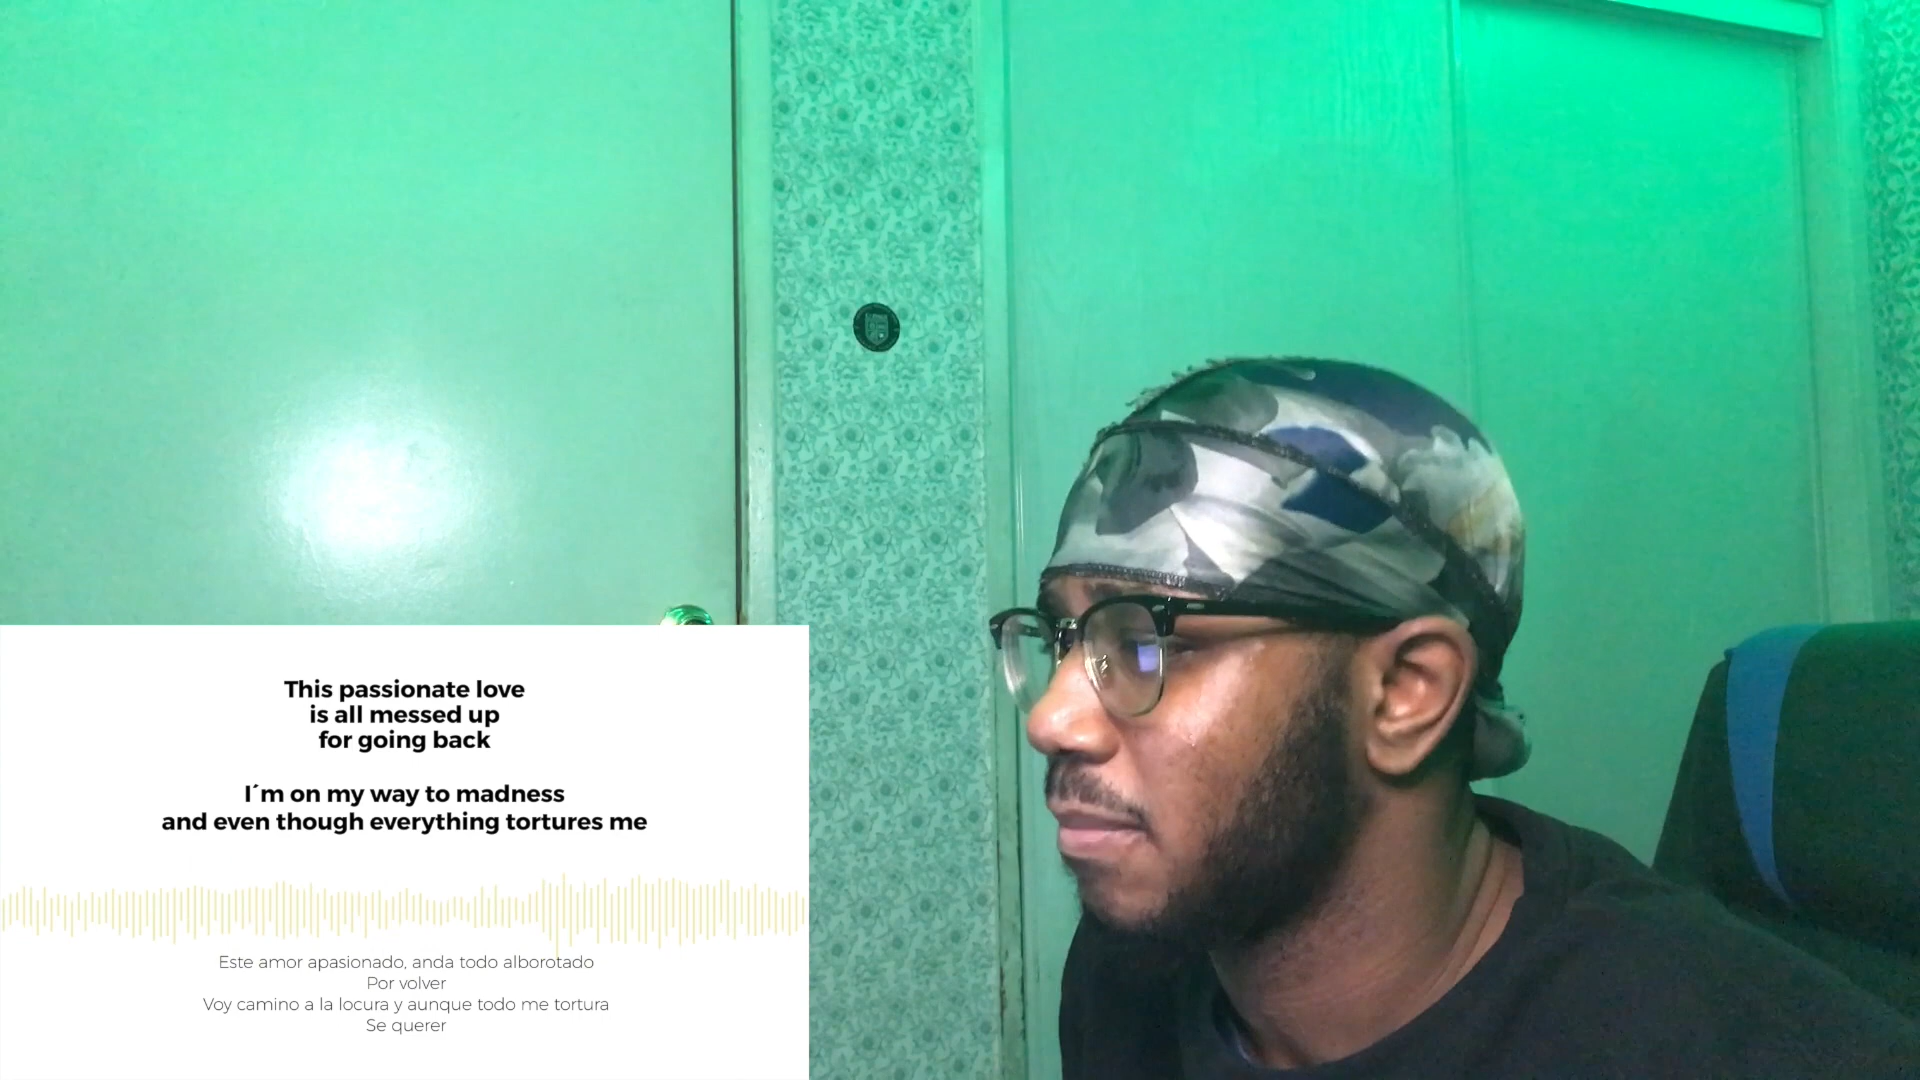 This passionate love
is all messed up
for going back
I´m on my way to madness
and even though everything tortures me
Este amor apasionado, anda todo alborotado
Por volver
Voy camino a la locura y aunque todo me tortura
Se querer